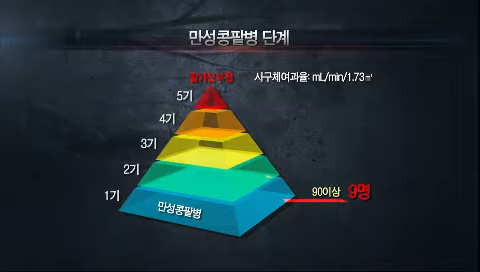 만성콩팥병 단계
사구체여과율: mL/min/1.73㎡
5기
4기
3기
2기
1기
만성콩팥병
90이상 9명